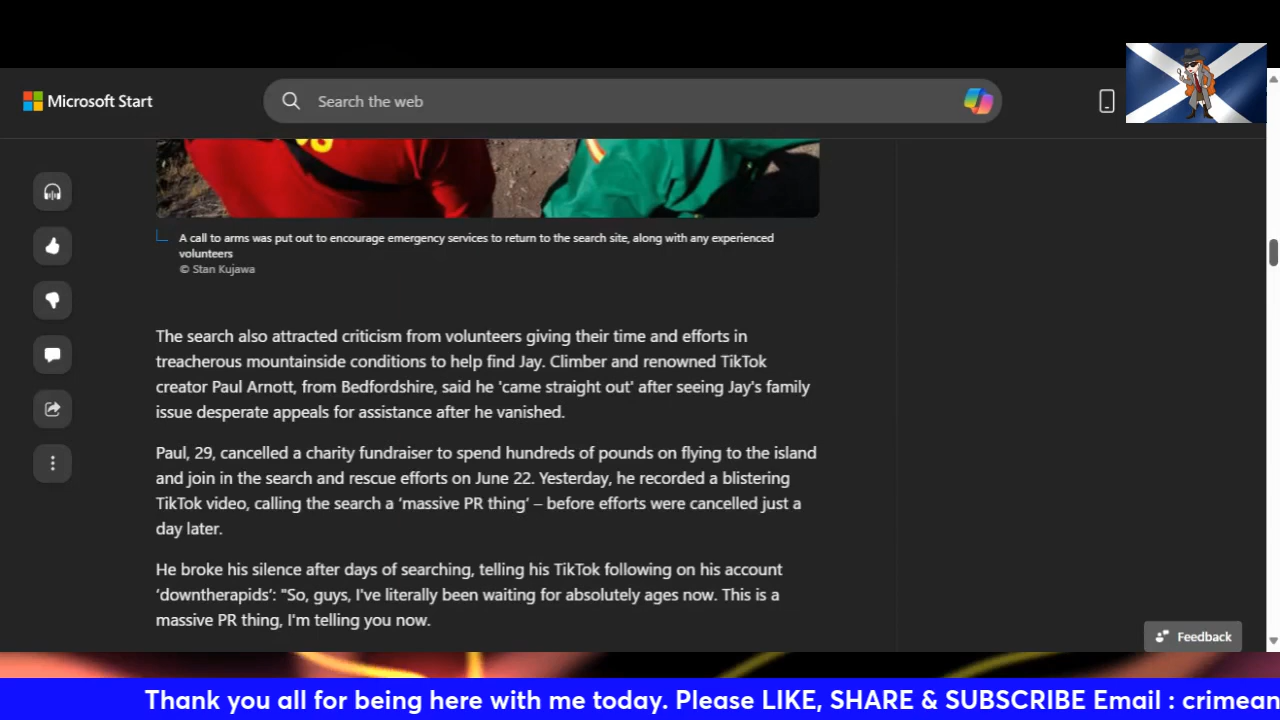 Microsoft Start
Search the web
A call to arms was put out to encourage emergency services to return to the search site, along with any experienced
volunteers
© Stan Kujawa
The search also attracted criticism from volunteers giving their time and efforts in
treacherous mountainside conditions to help find Jay. Climber and renowned TikTok
creator Paul Arnott, from Bedfordshire, said he 'came straight out' after seeing Jay's family
issue desperate appeals for assistance after he vanished.
Paul, 29, cancelled a charity fundraiser to spend hundreds of pounds on flying to the island
and join in the search and rescue efforts on June 22. Yesterday, he recorded a blistering
TikTok video, calling the search a ‘massive PR thing’ – before efforts were cancelled just a
day later.
He broke his silence after days of searching, telling his TikTok following on his account
‘downtherapids’: "So, guys, I've literally been waiting for absolutely ages now. This is a
massive PR thing, I'm telling you now.
Feedback
Thank you all for being here with me today. Please LIKE, SHARE & SUBSCRIBE Email : crimean